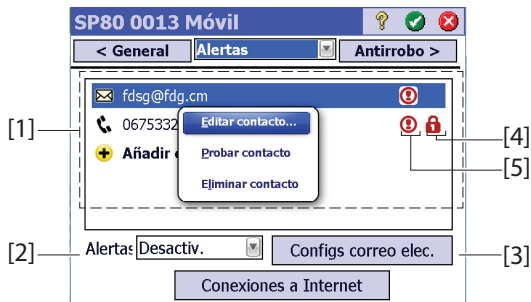 SP80 0013 Móvil
< General Alertas Antirrobo >
fdsg@fdg.cm
0675332
Editar contacto...
Añadir
Probar contacto
Eliminar contacto
[1]
[4]
[5]
[2] Alertas Desactiv. Configs correo elec. [3]
Conexiones a Internet